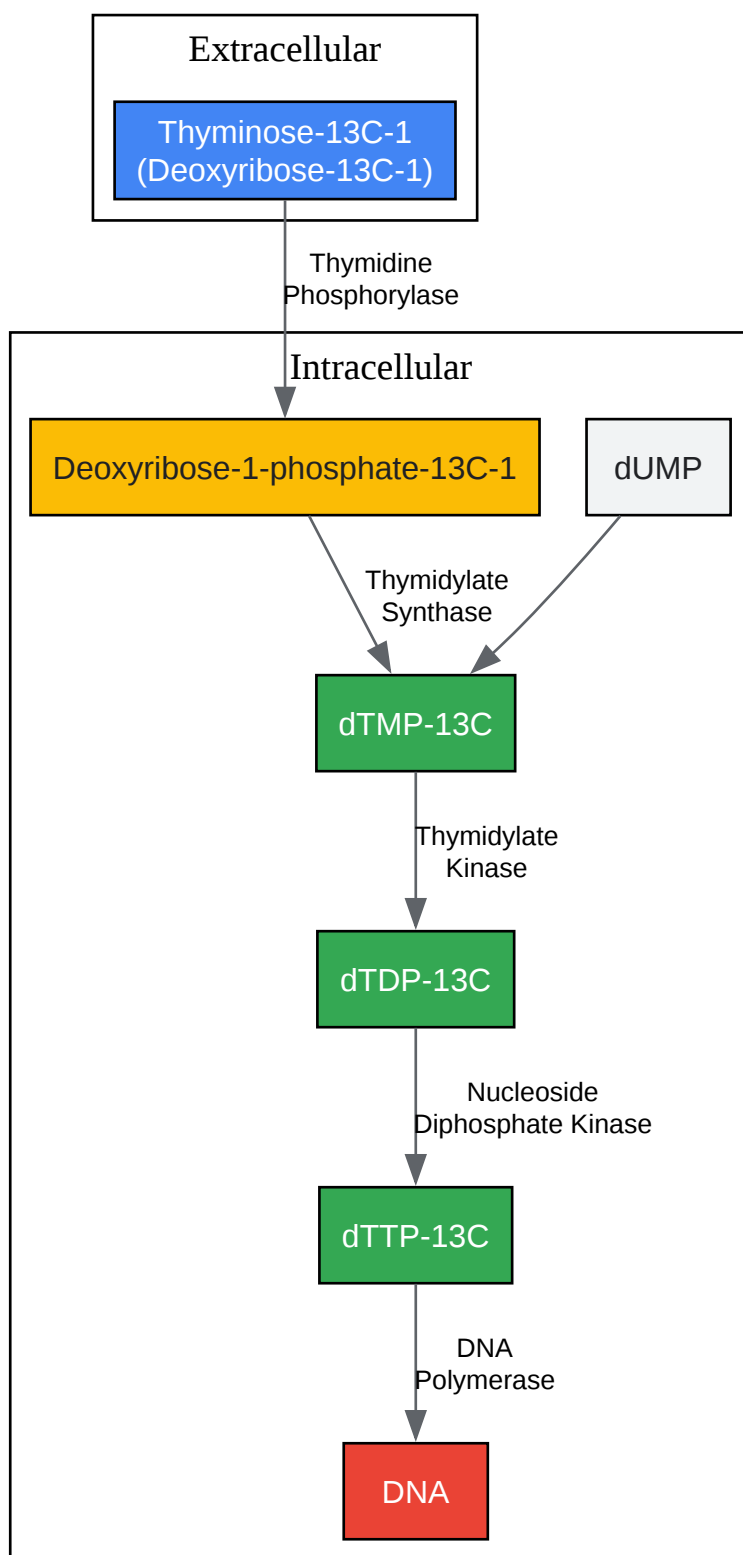 Extracellular
Thyminose-13C-1
(Deoxyribose-13C-1)
Thymidine
Phosphorylase
Intracellular
Deoxyribose-1-phosphate-13C-1
dUMP
Thymidylate
Synthase
dTMP-13C
Thymidylate
Kinase
dTDP-13C
Nucleoside
Diphosphate Kinase
dTTP-13C
DNA
Polymerase
DNA